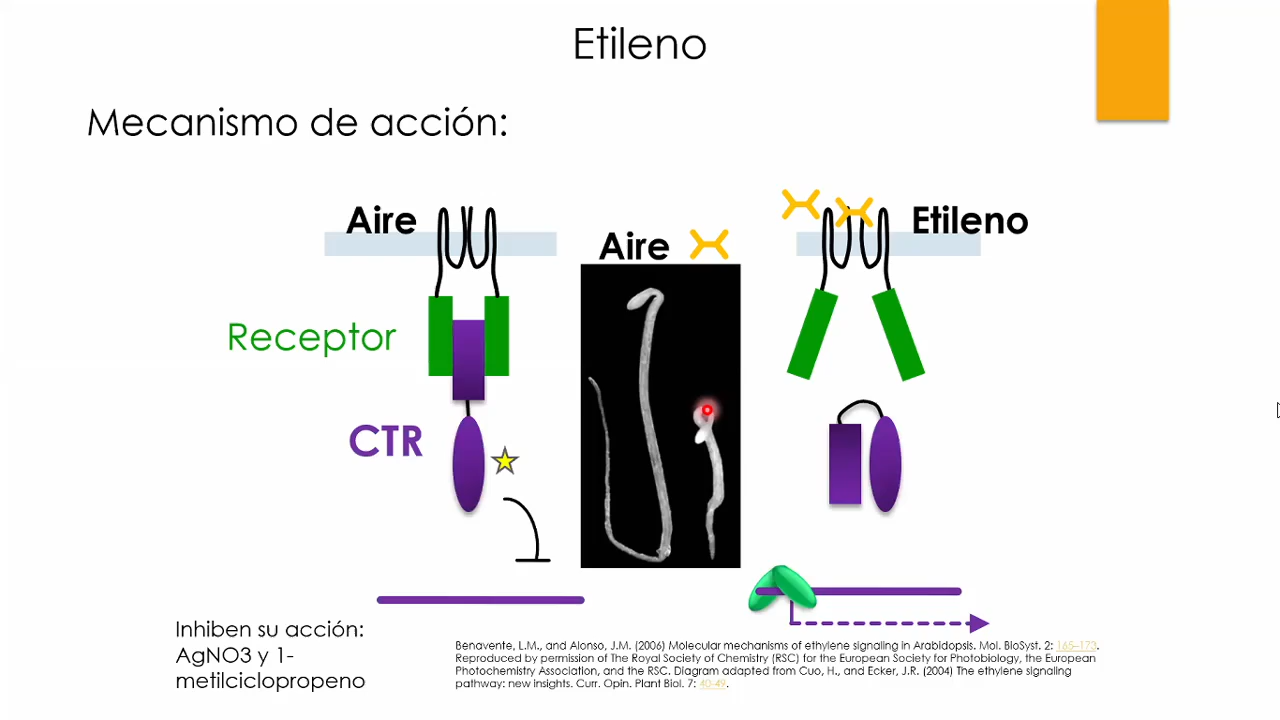 Etileno
Mecanismo de acción:
Aire
Aire
Etileno
Receptor
CTR
Inhiben su acción:
AgNO3 y 1-
metilciclopropeno
Benavente, L.M., and Alonso, J.M. (2006) Molecular mechanisms of ethylene signaling in Arabidopsis. Mol. BioSyst. 2: 165–173.
Reproduced by permission of The Royal Society of Chemistry (RSC) for the European Society for Photobiology, the European
Photochemistry Association, and the RSC. Diagram adapted from Cuo, H., and Ecker, J.R. (2004) The ethylene signaling
pathway: new insights. Curr. Opin. Plant Biol. 7: 40-49.